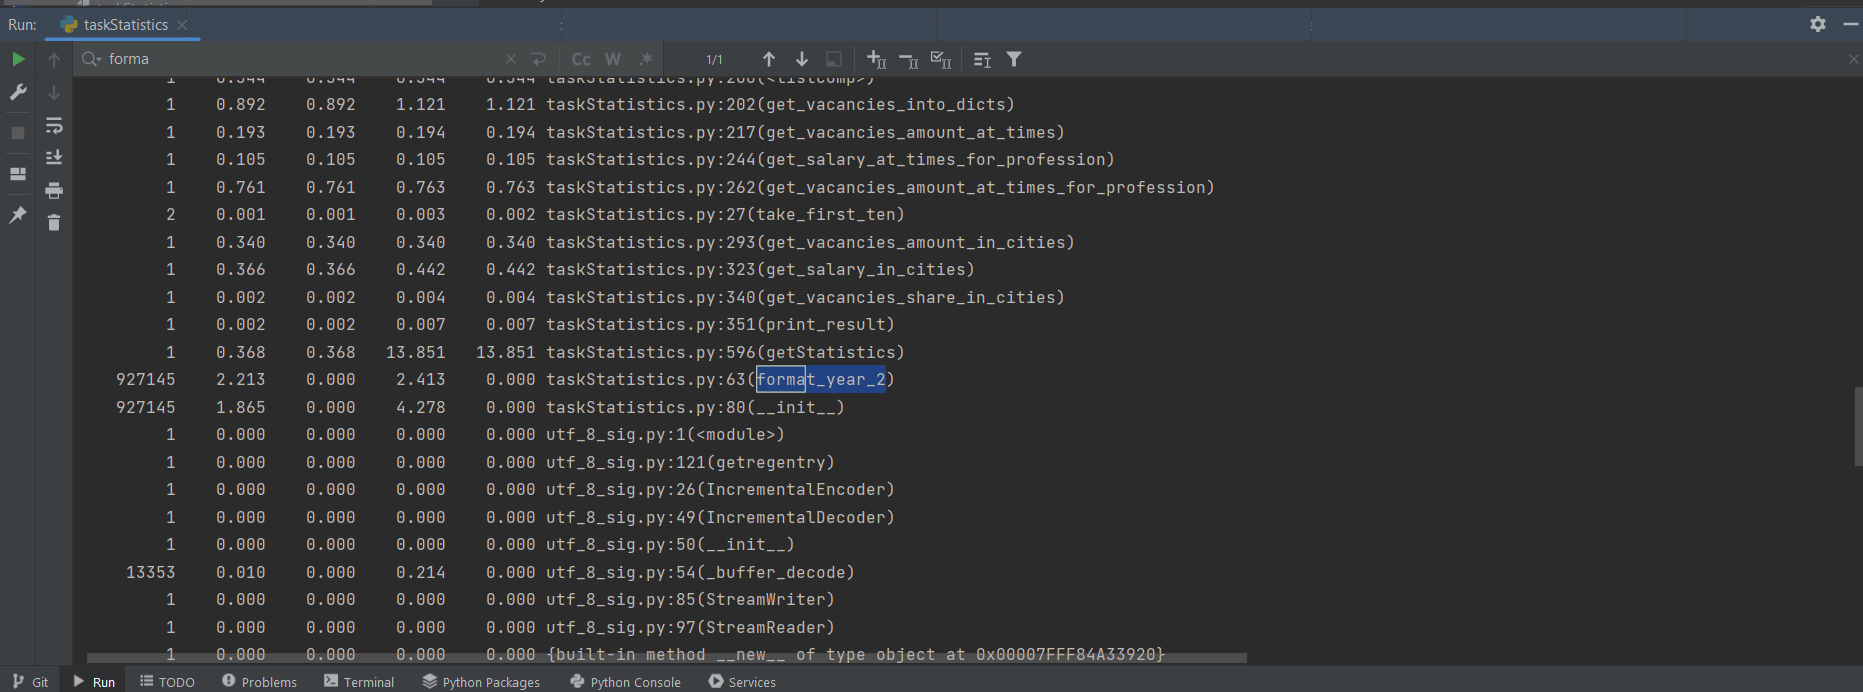 Run: taskStatistics
forma Cc W .* 1/1
1 0.344 0.344 0.344 0.344 taskStatistics.py:200(<listcomp>)
1 0.892 0.892 1.121 1.121 taskStatistics.py:202(get_vacancies_into_dicts)
1 0.193 0.193 0.194 0.194 taskStatistics.py:217(get_vacancies_amount_at_times)
1 0.105 0.105 0.105 0.105 taskStatistics.py:244(get_salary_at_times_for_profession)
1 0.761 0.761 0.763 0.763 taskStatistics.py:262(get_vacancies_amount_at_times_for_profession)
2 0.001 0.001 0.003 0.002 taskStatistics.py:27(take_first_ten)
1 0.340 0.340 0.340 0.340 taskStatistics.py:293(get_vacancies_amount_in_cities)
1 0.366 0.366 0.442 0.442 taskStatistics.py:323(get_salary_in_cities)
1 0.002 0.002 0.004 0.004 taskStatistics.py:340(get_vacancies_share_in_cities)
1 0.002 0.002 0.007 0.007 taskStatistics.py:351(print_result)
1 0.368 0.368 13.851 13.851 taskStatistics.py:596(getStatistics)
927145 2.213 0.000 2.413 0.000 taskStatistics.py:63(format_year_2)
927145 1.865 0.000 4.278 0.000 taskStatistics.py:80(__init__)
1 0.000 0.000 0.000 0.000 utf_8_sig.py:1(<module>)
1 0.000 0.000 0.000 0.000 utf_8_sig.py:121(getregentry)
1 0.000 0.000 0.000 0.000 utf_8_sig.py:26(IncrementalEncoder)
1 0.000 0.000 0.000 0.000 utf_8_sig.py:49(IncrementalDecoder)
1 0.000 0.000 0.000 0.000 utf_8_sig.py:50(__init__)
13353 0.010 0.000 0.214 0.000 utf_8_sig.py:54(_buffer_decode)
1 0.000 0.000 0.000 0.000 utf_8_sig.py:85(StreamWriter)
1 0.000 0.000 0.000 0.000 utf_8_sig.py:97(StreamReader)
1 0.000 0.000 0.000 0.000 {built-in method __new__ of type object at 0x00007FFF84A33920}
Git Run TODO Problems Terminal Python Packages Python Console Services